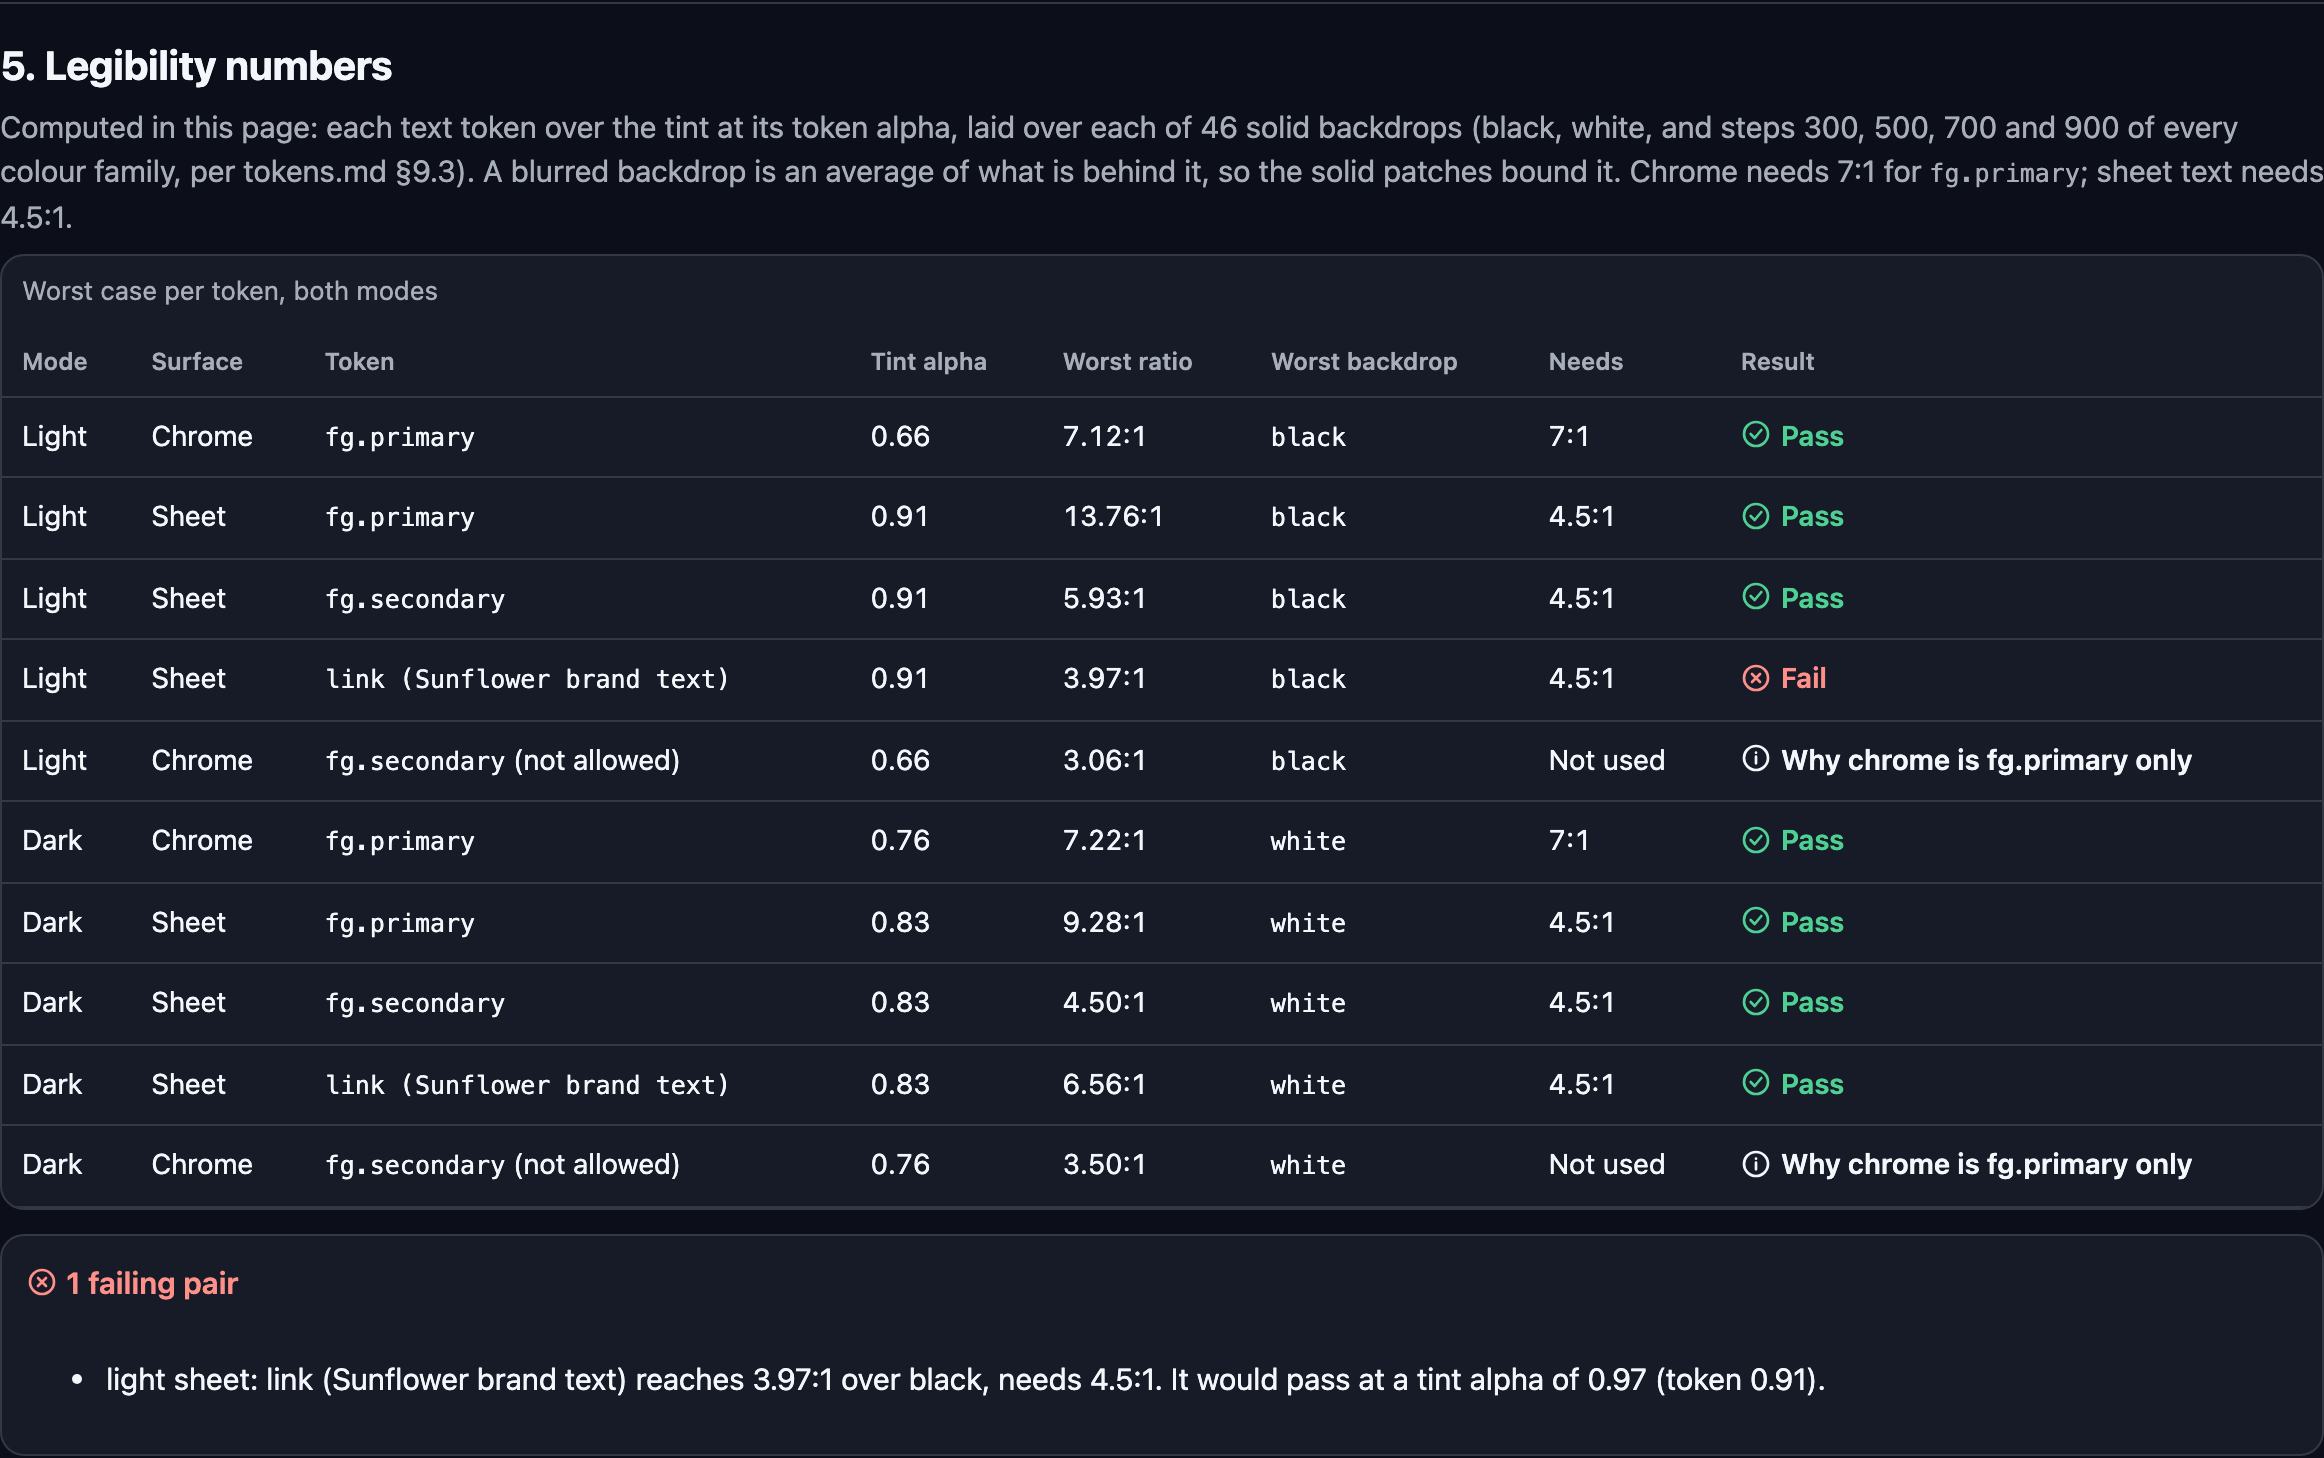 5. Legibility numbers
Computed in this page: each text token over the tint at its token alpha, laid over each of 46 solid backdrops (black, white, and steps 300, 500, 700 and 900 of every
colour family, per tokens.md §9.3). A blurred backdrop is an average of what is behind it, so the solid patches bound it. Chrome needs 7:1 for fg.primary; sheet text needs
4.5:1.
Worst case per token, both modes
Mode Surface Token Tint alpha Worst ratio Worst backdrop Needs Result
Light Chrome fg.primary 0.66 7.12:1 black 7:1 Pass
Light Sheet fg.primary 0.91 13.76:1 black 4.5:1 Pass
Light Sheet fg.secondary 0.91 5.93:1 black 4.5:1 Pass
Light Sheet link (Sunflower brand text) 0.91 3.97:1 black 4.5:1 Fail
Light Chrome fg.secondary (not allowed) 0.66 3.06:1 black Not used Why chrome is fg.primary only
Dark Chrome fg.primary 0.76 7.22:1 white 7:1 Pass
Dark Sheet fg.primary 0.83 9.28:1 white 4.5:1 Pass
Dark Sheet fg.secondary 0.83 4.50:1 white 4.5:1 Pass
Dark Sheet link (Sunflower brand text) 0.83 6.56:1 white 4.5:1 Pass
Dark Chrome fg.secondary (not allowed) 0.76 3.50:1 white Not used Why chrome is fg.primary only
1 failing pair
• light sheet: link (Sunflower brand text) reaches 3.97:1 over black, needs 4.5:1. It would pass at a tint alpha of 0.97 (token 0.91).